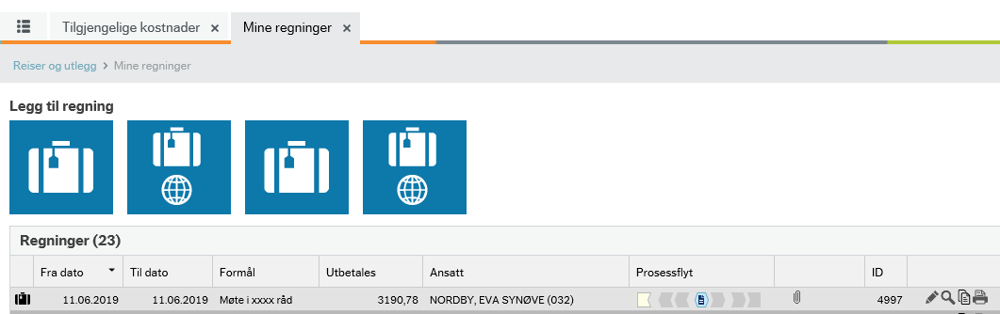 Tilgjengelige kostnader × Mine regninger ×
Reiser og utlegg > Mine regninger
Legg til regning
Regninger (23)
Fra dato Til dato Formål Utbetales Ansatt Prosessflyt ID
11.06.2019 11.06.2019 Møte i xxxx råd 3190,78 NORDBY, EVA SYNØVE (032) 4997